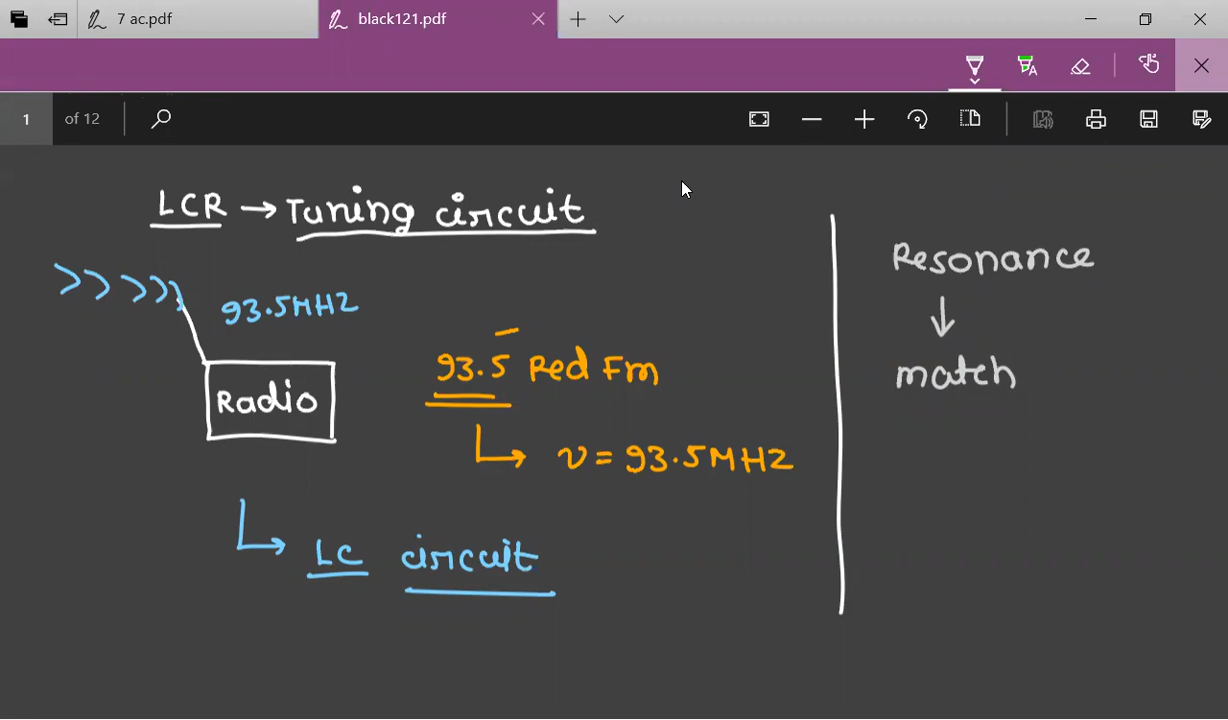 7 ac.pdf
black121.pdf
1 of 12
LCR → Tuning circuit
93.5MHz
Radio
93.5 Red Fm
ν = 93.5MHz
LC circuit
Resonance
↓
match